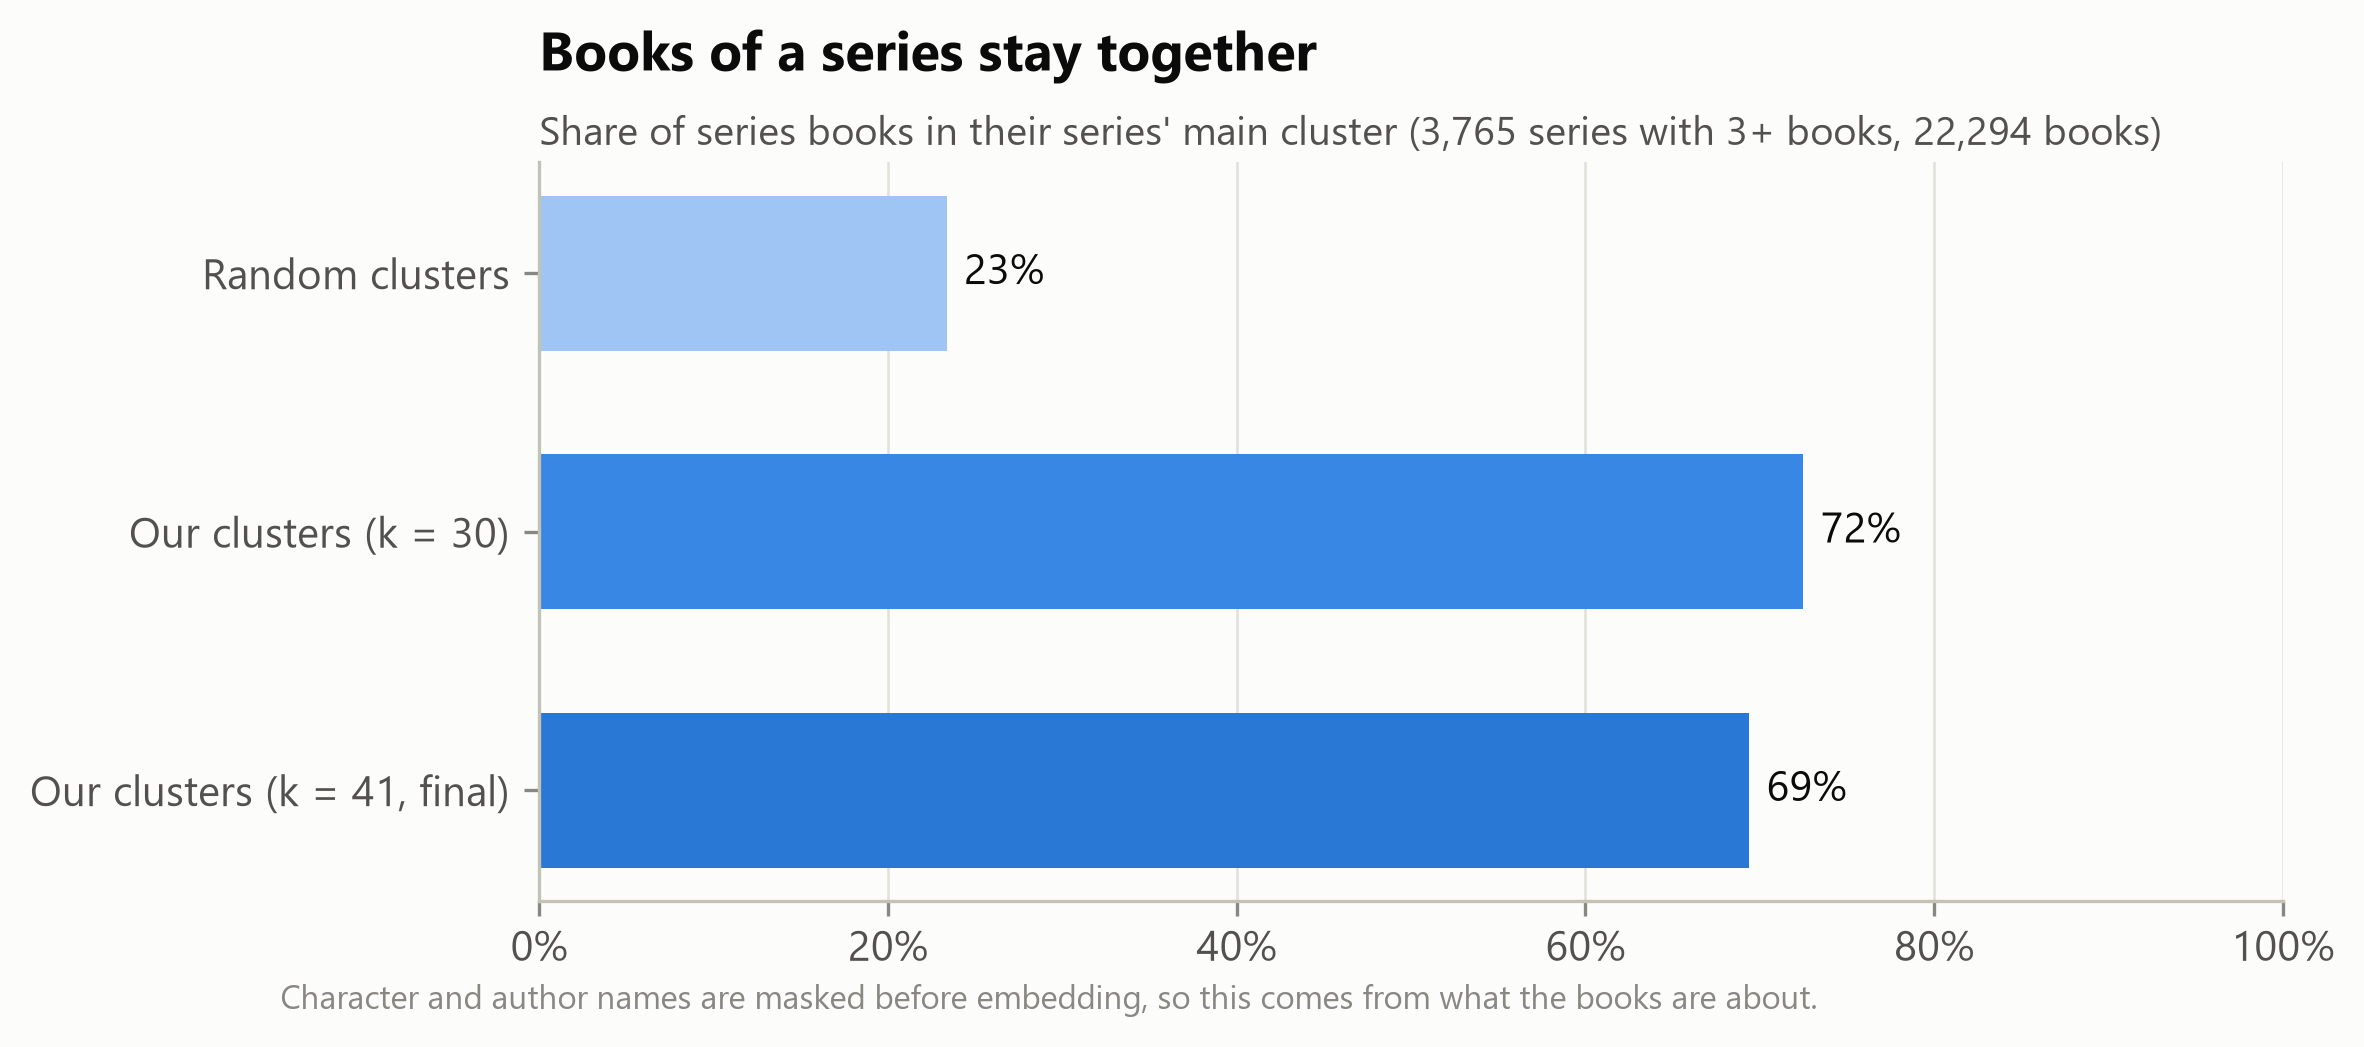 Books of a series stay together
Share of series books in their series' main cluster (3,765 series with 3+ books, 22,294 books)
Random clusters
23%
Our clusters (k = 30)
72%
Our clusters (k = 41, final)
69%
0% 20% 40% 60% 80% 100%
Character and author names are masked before embedding, so this comes from what the books are about.